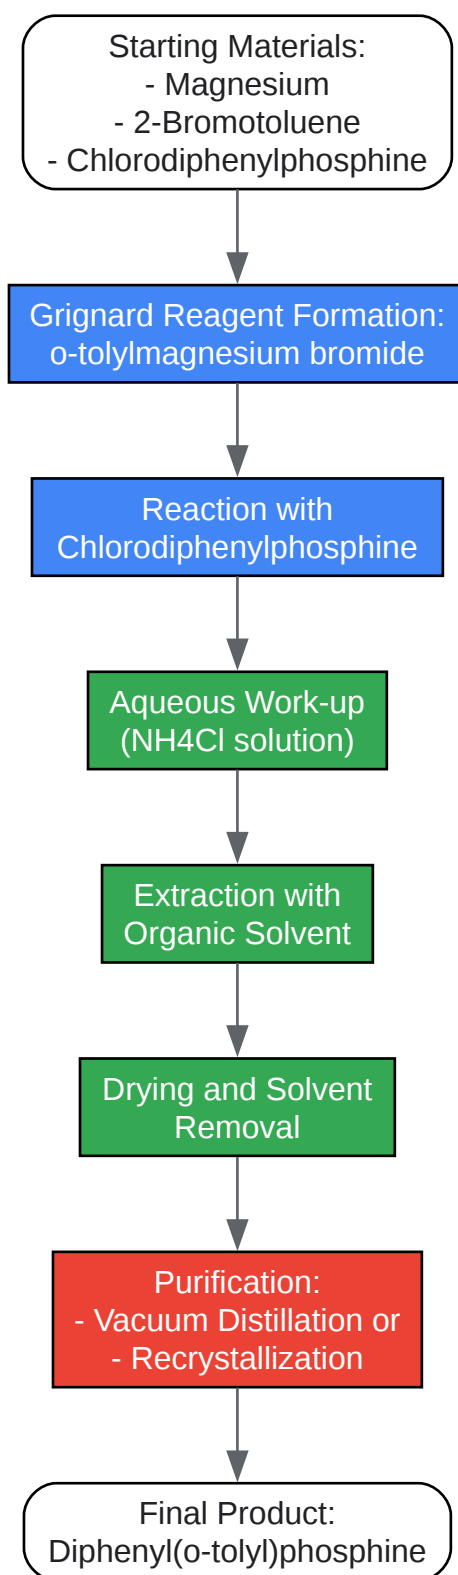 Starting Materials:
- Magnesium
- 2-Bromotoluene
- Chlorodiphenylphosphine
Grignard Reagent Formation:
o-tolylmagnesium bromide
Reaction with
Chlorodiphenylphosphine
Aqueous Work-up
(NH4Cl solution)
Extraction with
Organic Solvent
Drying and Solvent
Removal
Purification:
- Vacuum Distillation or
- Recrystallization
Final Product:
Diphenyl(o-tolyl)phosphine